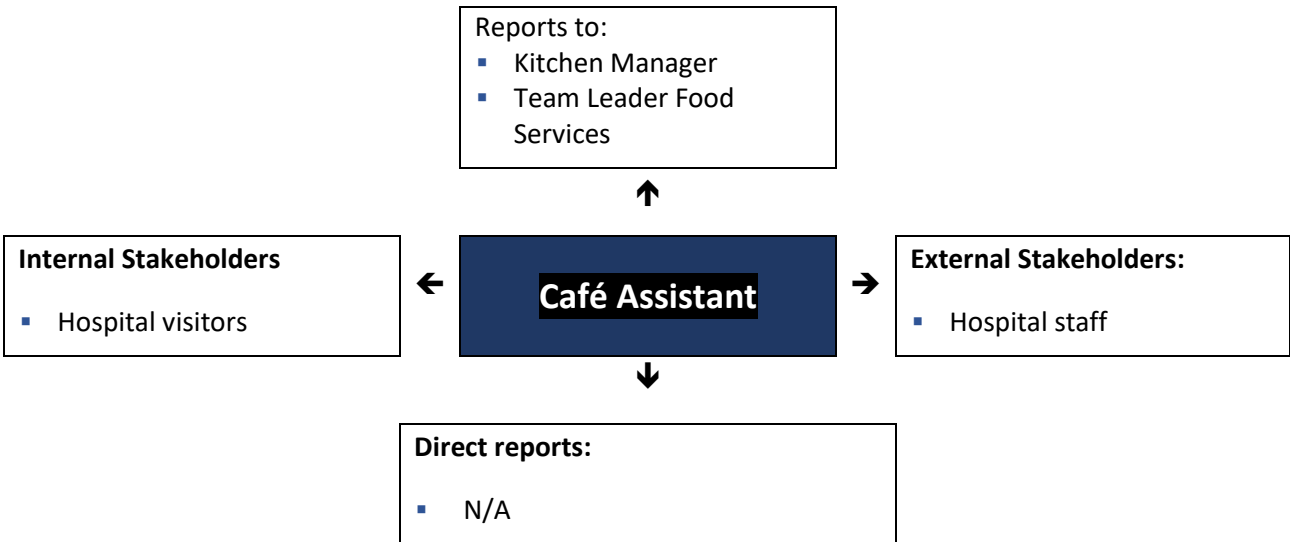 Reports to:
▪ Kitchen Manager
▪ Team Leader Food
Services
Internal Stakeholders
▪ Hospital visitors
Café Assistant
External Stakeholders:
▪ Hospital staff
Direct reports:
▪ N/A